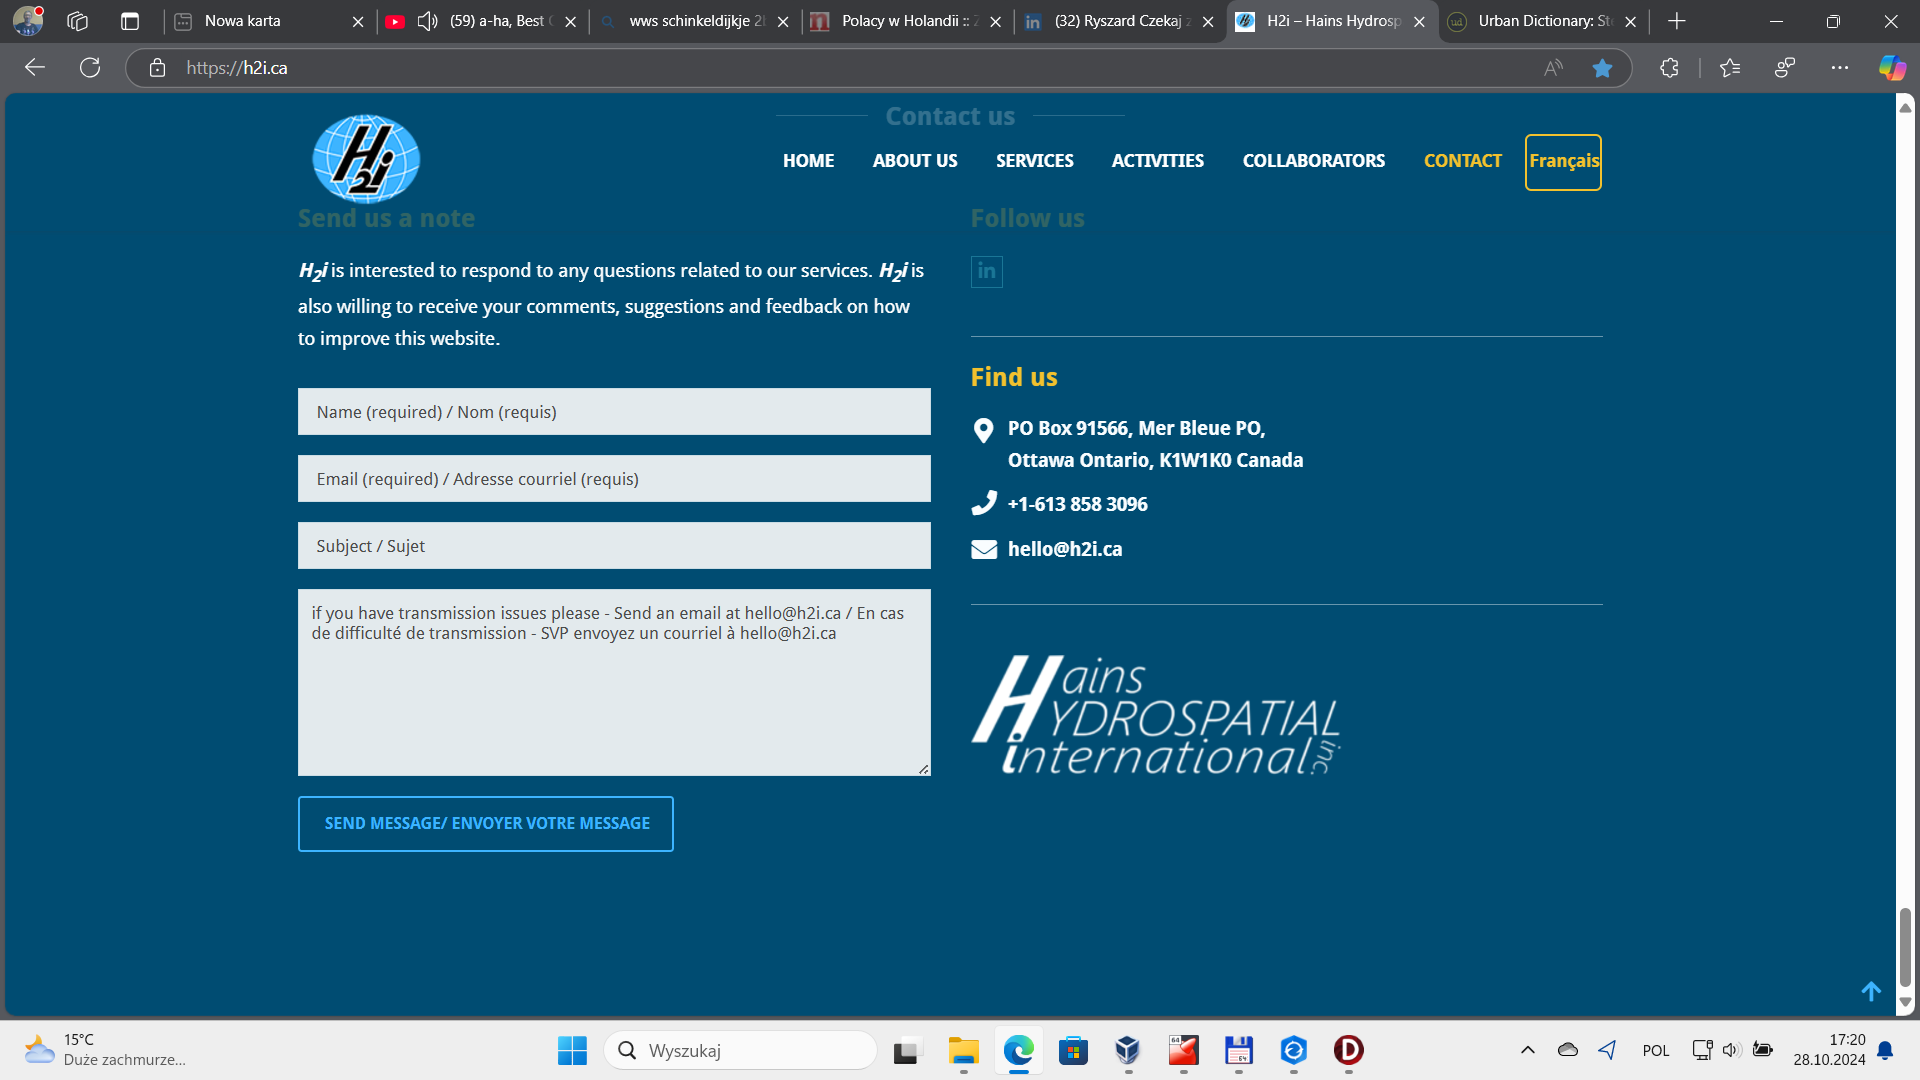 Nowa karta
(59) a-ha, Best
wws schinkeldijkje 2
Polacy w Holandii ::
(32) Ryszard Czekaj z
H2i – Hains Hydrosp
Urban Dictionary: St
https://h2i.ca
Contact us
H2i
HOME
ABOUT US
SERVICES
ACTIVITIES
COLLABORATORS
CONTACT
Français
Send us a note
H2i is interested to respond to any questions related to our services. H2i is
also willing to receive your comments, suggestions and feedback on how
to improve this website.
Name (required) / Nom (requis)
Email (required) / Adresse courriel (requis)
Subject / Sujet
if you have transmission issues please - Send an email at hello@h2i.ca / En cas
de difficulté de transmission - SVP envoyez un courriel à hello@h2i.ca
SEND MESSAGE/ ENVOYER VOTRE MESSAGE
Follow us
in
Find us
PO Box 91566, Mer Bleue PO,
Ottawa Ontario, K1W1K0 Canada
+1-613 858 3096
hello@h2i.ca
Hains
HYDROSPATIAL
international inc.
15°C
Duże zachmurze...
Wyszukaj
POL
17:20
28.10.2024